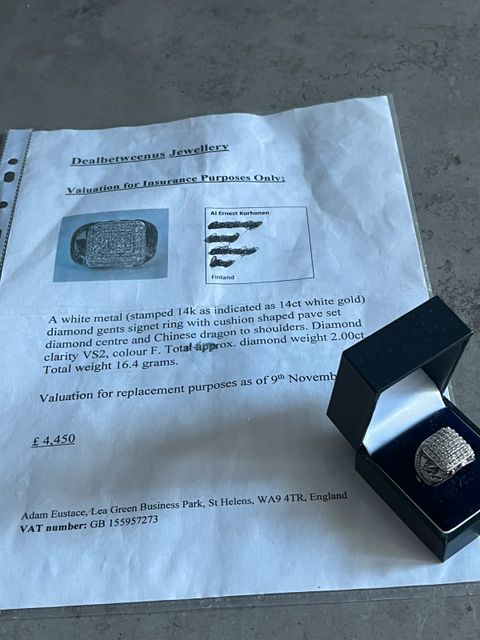 Dealbetweenus Jewellery
Valuation for Insurance Purposes Only:
Al Ernest Korhonen
Finland
A white metal (stamped 14k as indicated as 14ct white gold)
diamond gents signet ring with cushion shaped pave set
diamond centre and Chinese dragon to shoulders. Diamond
clarity VS2, colour F. Total approx. diamond weight 2.00ct
Total weight 16.4 grams.
Valuation for replacement purposes as of 9th
£ 4,450
Adam Eustace, Lea Green Business Park, St Helens, WA9 4TR, England
VAT number: GB 155957273